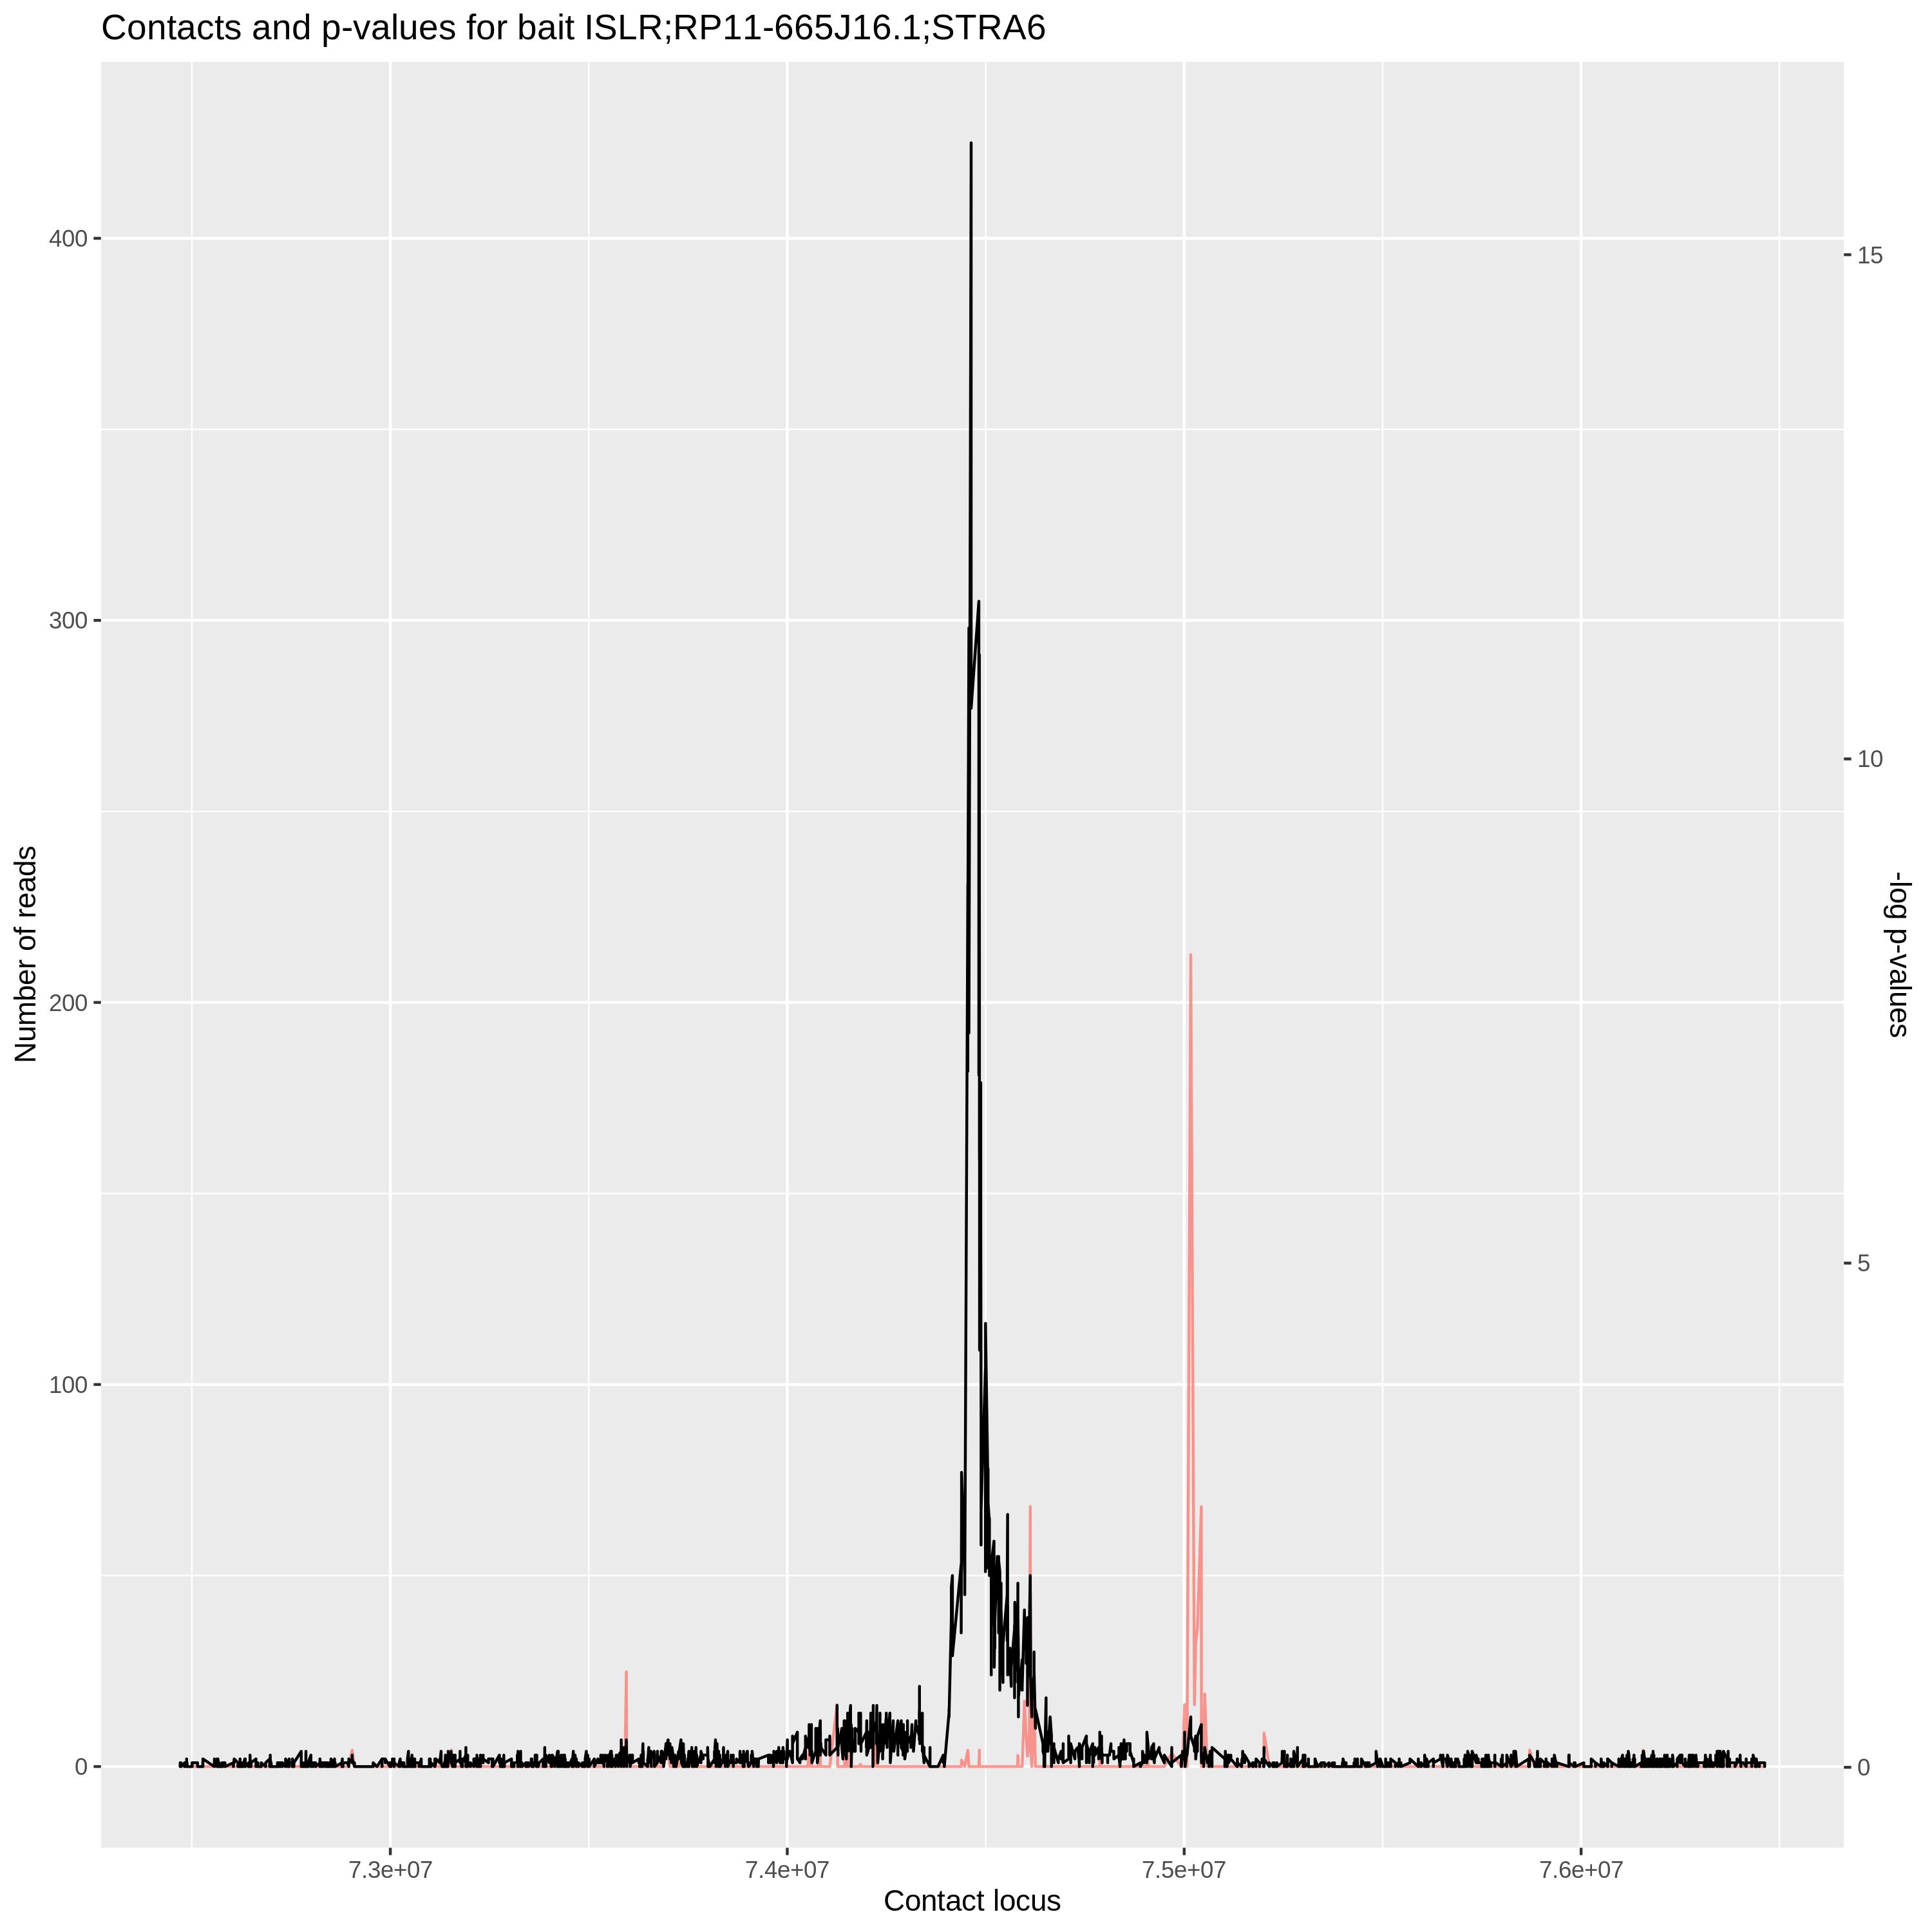 Contacts and p-values for bait ISLR;RP11-665J16.1;STRA6
400
300
200
100
0
15
10
5
0
Number of reads
-log p-values
7.3e+07
7.4e+07
7.5e+07
7.6e+07
Contact locus